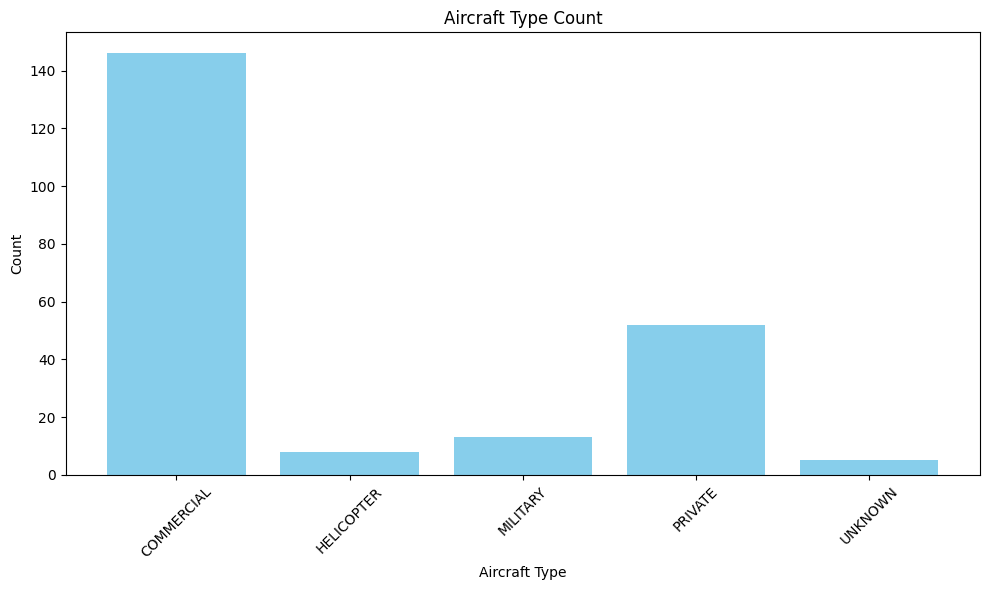 Aircraft Type Count
Count
140
120
100
80
60
40
20
0
COMMERCIAL
HELICOPTER
MILITARY
PRIVATE
UNKNOWN
Aircraft Type